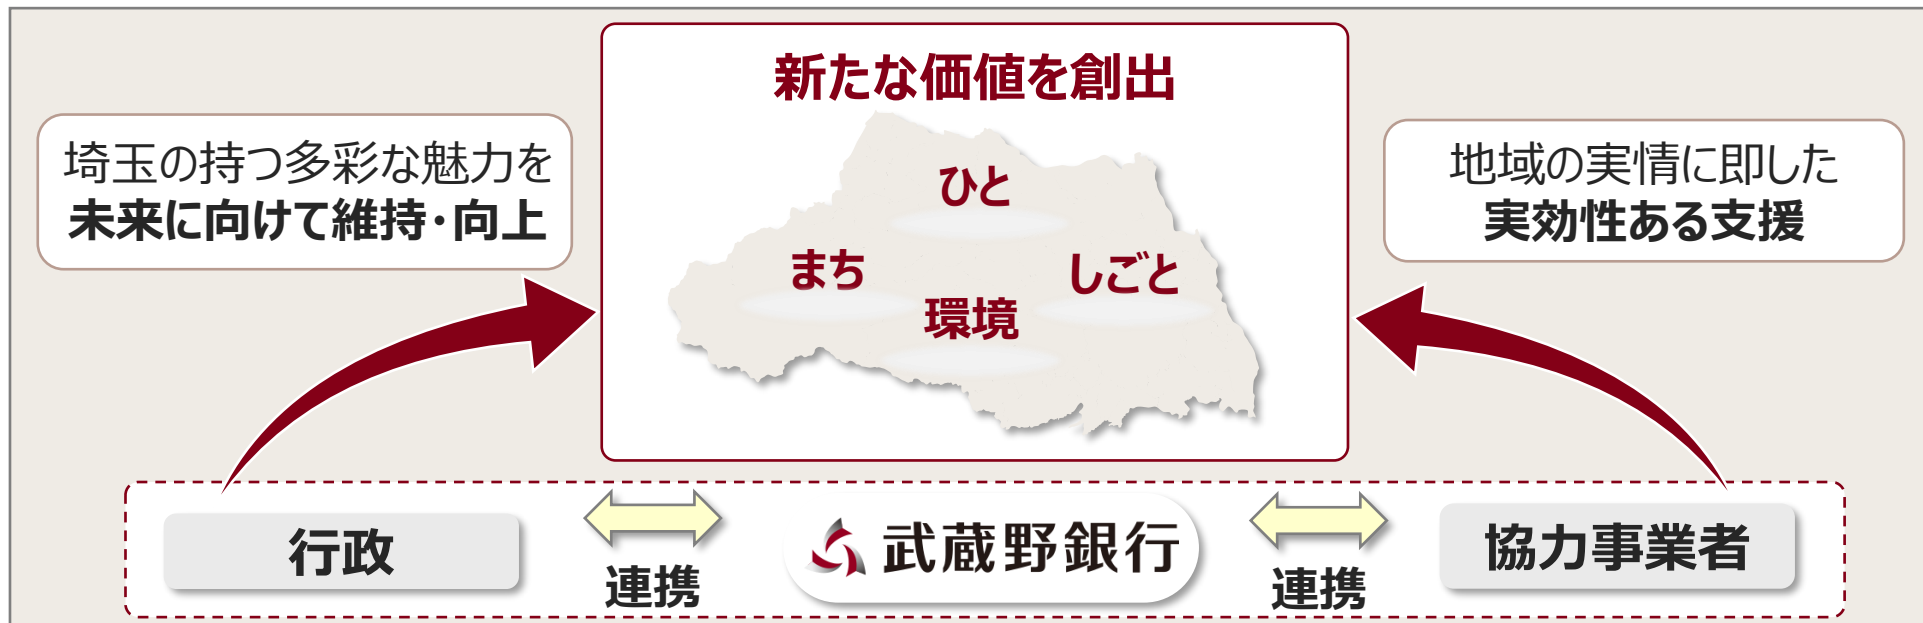 新たな価値を創出
埼玉の持つ多彩な魅力を
未来に向けて維持・向上
地域の実情に即した
実効性ある支援
ひと
まち
しごと
環境
行政
連携
武蔵野銀行
連携
協力事業者